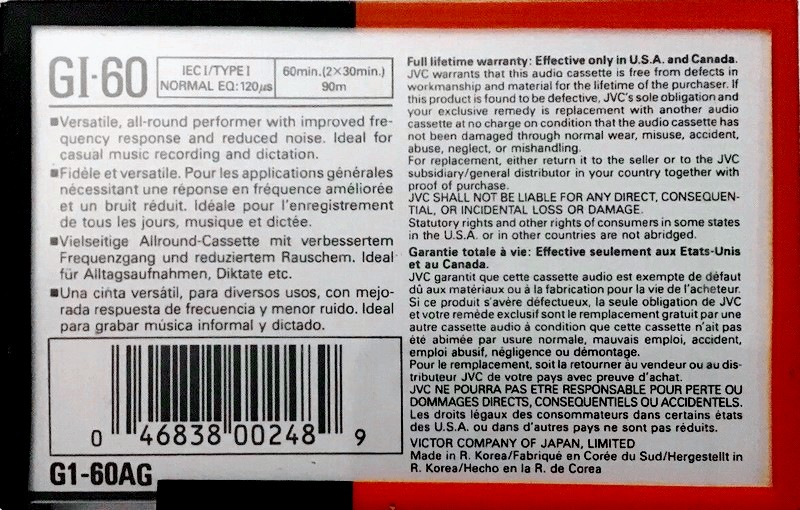 GI-60
IEC I/TYPE I
NORMAL EQ:120μs
60min.(2×30min.)
90m
■Versatile, all-round performer with improved fre-
quency response and reduced noise. Ideal for
casual music recording and dictation.
■Fidèle et versatile. Pour les applications générales
nécessitant une réponse en fréquence améliorée
et un bruit réduit. Idéale pour l'enregistrement
de tous les jours, musique et dictée.
■Vielseitige Allround-Cassette mit verbessertem
Frequenzgang und reduziertem Rauschem. Ideal
für Alltagsaufnahmen, Diktate etc.
■Una cinta versátil, para diversos usos, con mejo-
rada respuesta de frecuencia y menor ruido. Ideal
para grabar música informal y dictado.
0 46838 00248 9
G1-60AG
Full lifetime warranty: Effective only in U.S.A. and Canada.
JVC warrants that this audio cassette is free from defects in
workmanship and material for the lifetime of the purchaser. If
this product is found to be defective, JVC's sole obligation and
your exclusive remedy is replacement with another audio
cassette at no charge on condition that the audio cassette has
not been damaged through normal wear, misuse, accident,
abuse, neglect, or mishandling.
For replacement, either return it to the seller or to the JVC
subsidiary/general distributor in your country together with
proof of purchase.
JVC SHALL NOT BE LIABLE FOR ANY DIRECT, CONSEQUEN-
TIAL, OR INCIDENTAL LOSS OR DAMAGE.
Statutory rights and other rights of consumers in some states
in the U.S.A. or in other countries are not abridged.
Garantie totale à vie: Effective seulement aux Etats-Unis
et au Canada.
JVC garantit que cette cassette audio est exempte de défaut
dû aux matériaux ou à la fabrication pour la vie de l'acheteur.
Si ce produit s'avère défectueux, la seule obligation de JVC
et votre remède exclusif sont le remplacement gratuit par une
autre cassette audio à condition que cette cassette n'ait pas
été abimée par usure normale, mauvais emploi, accident,
emploi abusif, négligence ou démontage.
Pour le remplacement, soit la retourner au vendeur ou au dis-
tributeur JVC de votre pays avec preuve d'achat.
JVC NE POURRA PAS ETRE RESPONSABLE POUR PERTE OU
DOMMAGES DIRECTS, CONSEQUENTIELS OU ACCIDENTELS.
Les droits légaux des consommateurs dans certains états
des U.S.A. ou dans d'autres pays ne sont pas réduits.
VICTOR COMPANY OF JAPAN, LIMITED
Made in R. Korea/Fabriqué en Corée du Sud/Hergestellt in
R. Korea/Hecho en la R. de Corea